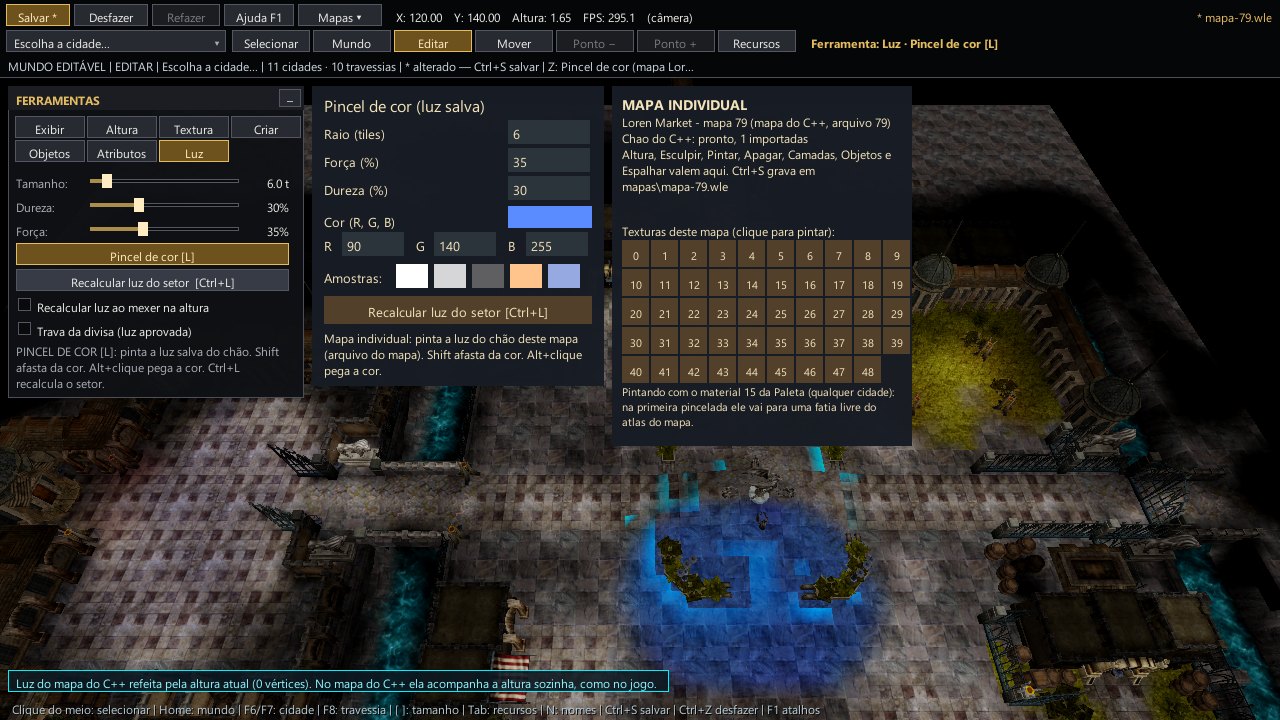 Salvar * Desfazer Refazer Ajuda F1 Mapas ▾ X: 120.00 Y: 140.00 Altura: 1.65 FPS: 295.1 (câmera) * mapa-79.wle
Escolha a cidade... ▾ Selecionar Mundo Editar Mover Ponto − Ponto + Recursos Ferramenta: Luz · Pincel de cor [L]
MUNDO EDITÁVEL | EDITAR | Escolha a cidade... | 11 cidades · 10 travessias | * alterado — Ctrl+S salvar | Z: Pincel de cor (mapa Lor...
FERRAMENTAS _
Exibir Altura Textura Criar
Objetos Atributos Luz
Tamanho: 6.0 t
Dureza: 30%
Força: 35%
Pincel de cor [L]
Recalcular luz do setor [Ctrl+L]
Recalcular luz ao mexer na altura
Trava da divisa (luz aprovada)
PINCEL DE COR [L]: pinta a luz salva do chão. Shift
afasta da cor. Alt+clique pega a cor. Ctrl+L
recalcula o setor.
Pincel de cor (luz salva)
Raio (tiles) 6
Força (%) 35
Dureza (%) 30
Cor (R, G, B)
R 90 G 140 B 255
Amostras:
Recalcular luz do setor [Ctrl+L]
Mapa individual: pinta a luz do chão deste mapa
(arquivo do mapa). Shift afasta da cor. Alt+clique
pega a cor.
MAPA INDIVIDUAL
Loren Market - mapa 79 (mapa do C++, arquivo 79)
Chao do C++: pronto, 1 importadas
Altura, Esculpir, Pintar, Apagar, Camadas, Objetos e
Espalhar valem aqui. Ctrl+S grava em
mapas\mapa-79.wle
Texturas deste mapa (clique para pintar):
0 1 2 3 4 5 6 7 8 9
10 11 12 13 14 15 16 17 18 19
20 21 22 23 24 25 26 27 28 29
30 31 32 33 34 35 36 37 38 39
40 41 42 43 44 45 46 47 48
Pintando com o material 15 da Paleta (qualquer cidade):
na primeira pincelada ele vai para uma fatia livre do
atlas do mapa.
Luz do mapa do C++ refeita pela altura atual (0 vértices). No mapa do C++ ela acompanha a altura sozinha, como no jogo.
Clique do meio: selecionar | Home: mundo | F6/F7: cidade | F8: travessia | [ ]: tamanho | Tab: recursos | N: nomes | Ctrl+S salvar | Ctrl+Z desfazer | F1 atalhos